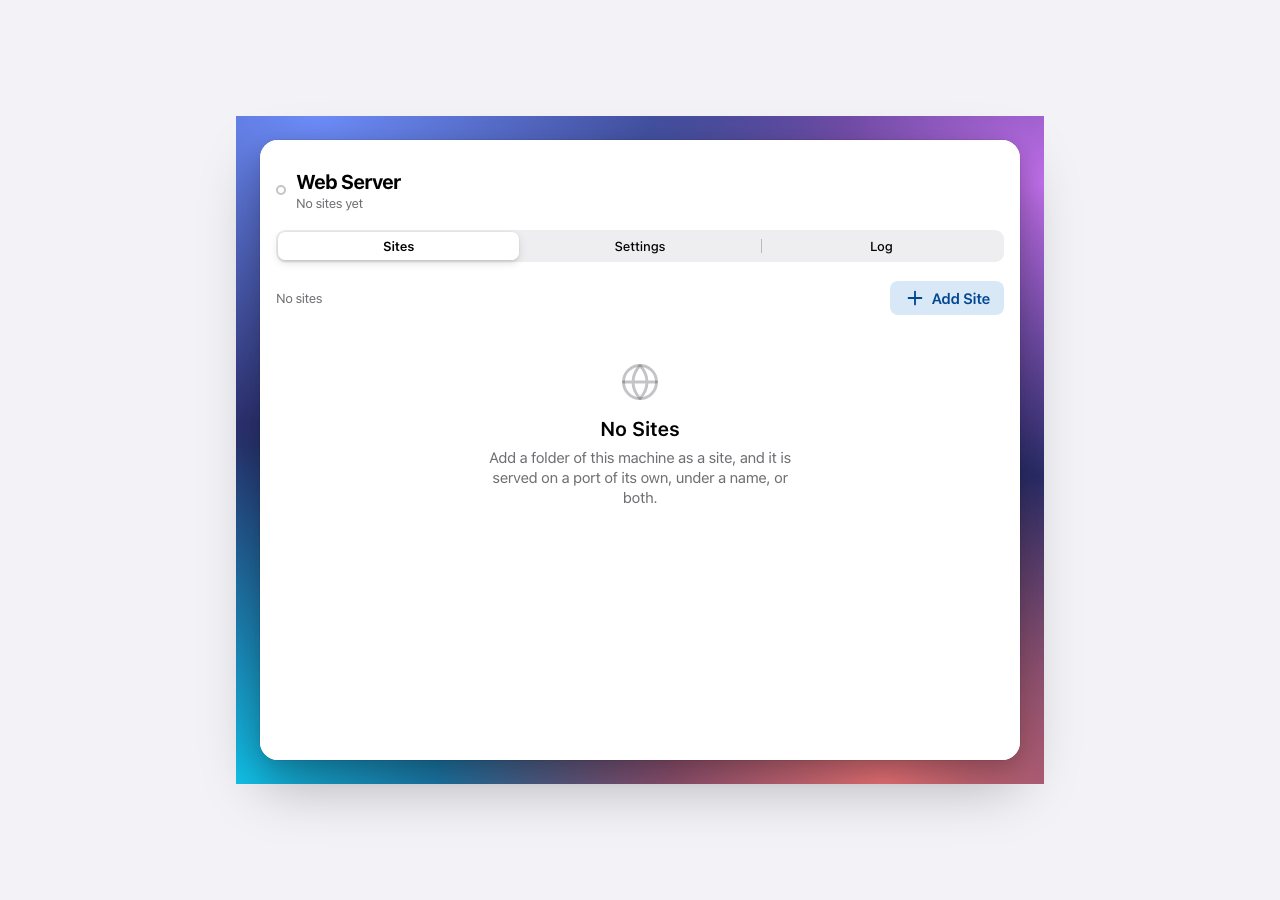 Web Server
No sites yet
Sites
Settings
Log
No sites
Add Site
No Sites
Add a folder of this machine as a site, and it is
served on a port of its own, under a name, or
both.